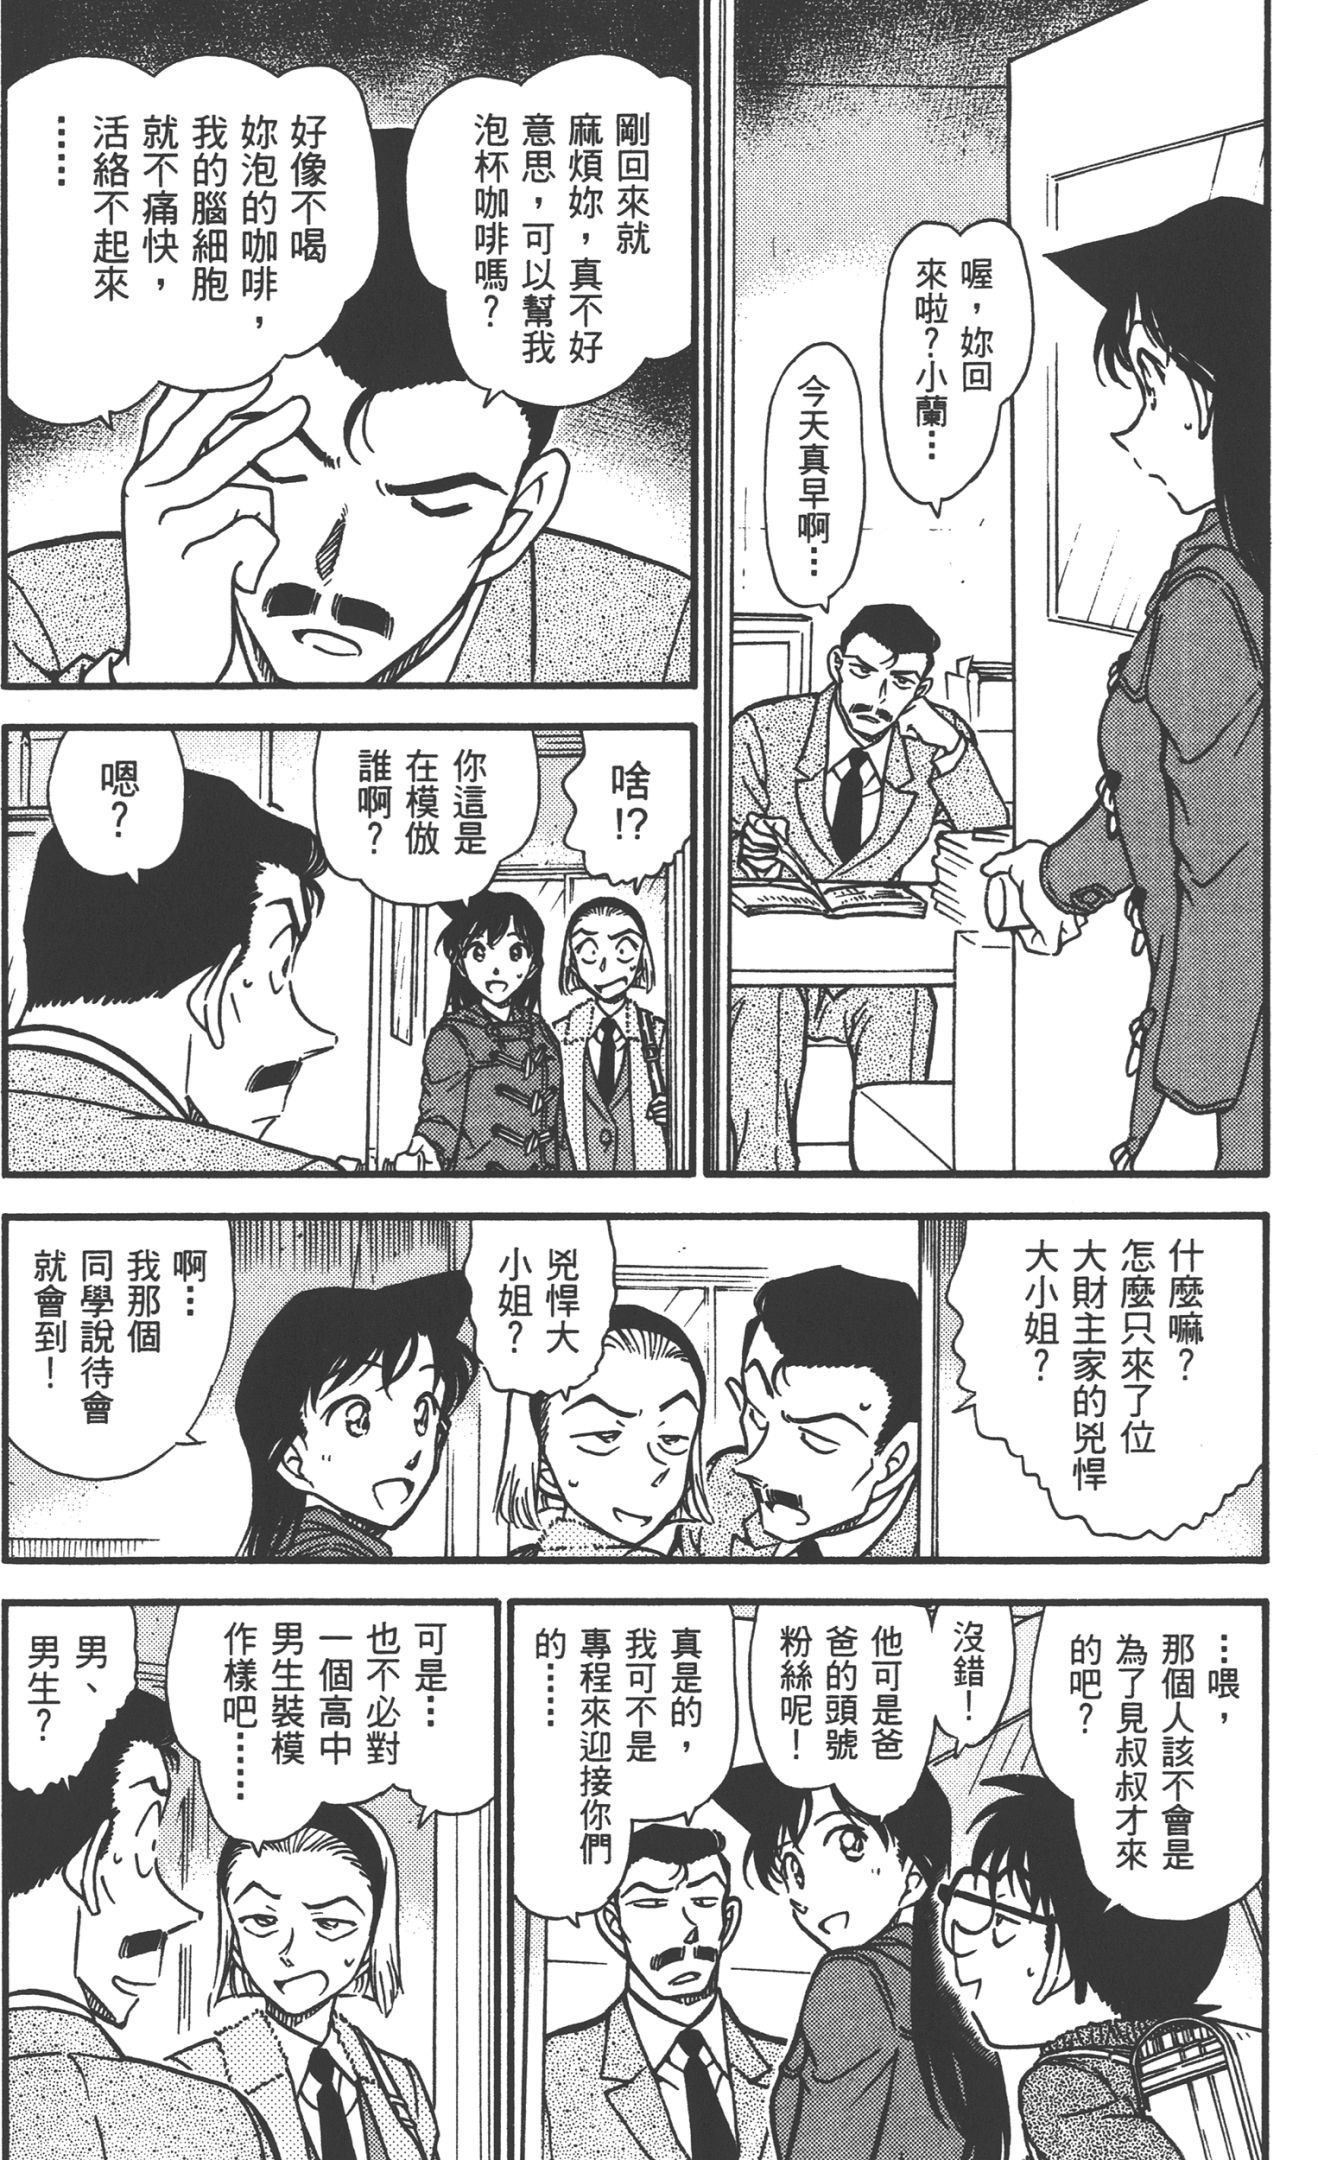 喔，妳回
來啦？小蘭…
今天真早啊…
剛回來就
麻煩妳，真不好
意思，可以幫我
泡杯咖啡嗎？
好像不喝
妳泡的咖啡，
我的腦細胞
就不痛快，
活絡不起來
……
啥!?
你這是
在模倣
誰啊？
嗯？
什麼嘛？
怎麼只來了位
大財主家的兇悍
大小姐？
兇悍大
小姐？
啊…
我那個
同學說待會
就會到！
…喂，
那個人該不會是
為了見叔叔才來
的吧？
沒錯！
他可是爸
爸的頭號
粉絲呢！
真是的，
我可不是
專程來迎接你們
的……
可是…
也不必對
一個高中
男生裝模
作樣吧……
男、
男生？